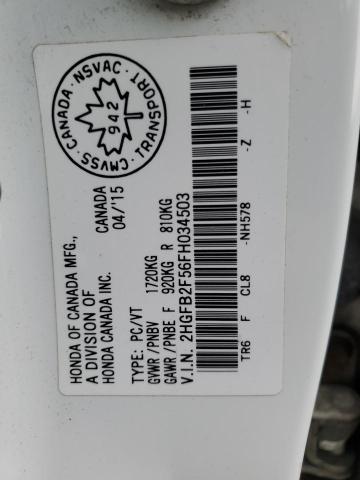 HONDA OF CANADA MFG.,
A DIVISION OF
HONDA CANADA INC.
CANADA
04/'15
CANADA · NSVAC · TRANSPORT · CMVSS
942
TYPE: PC/VT
GVWR/PNBV 1720KG
GAWR/PNBE F 920KG R 810KG
V.I.N. 2HGFB2F56FH034503
TR6 F CL8 -NH578 -Z -H